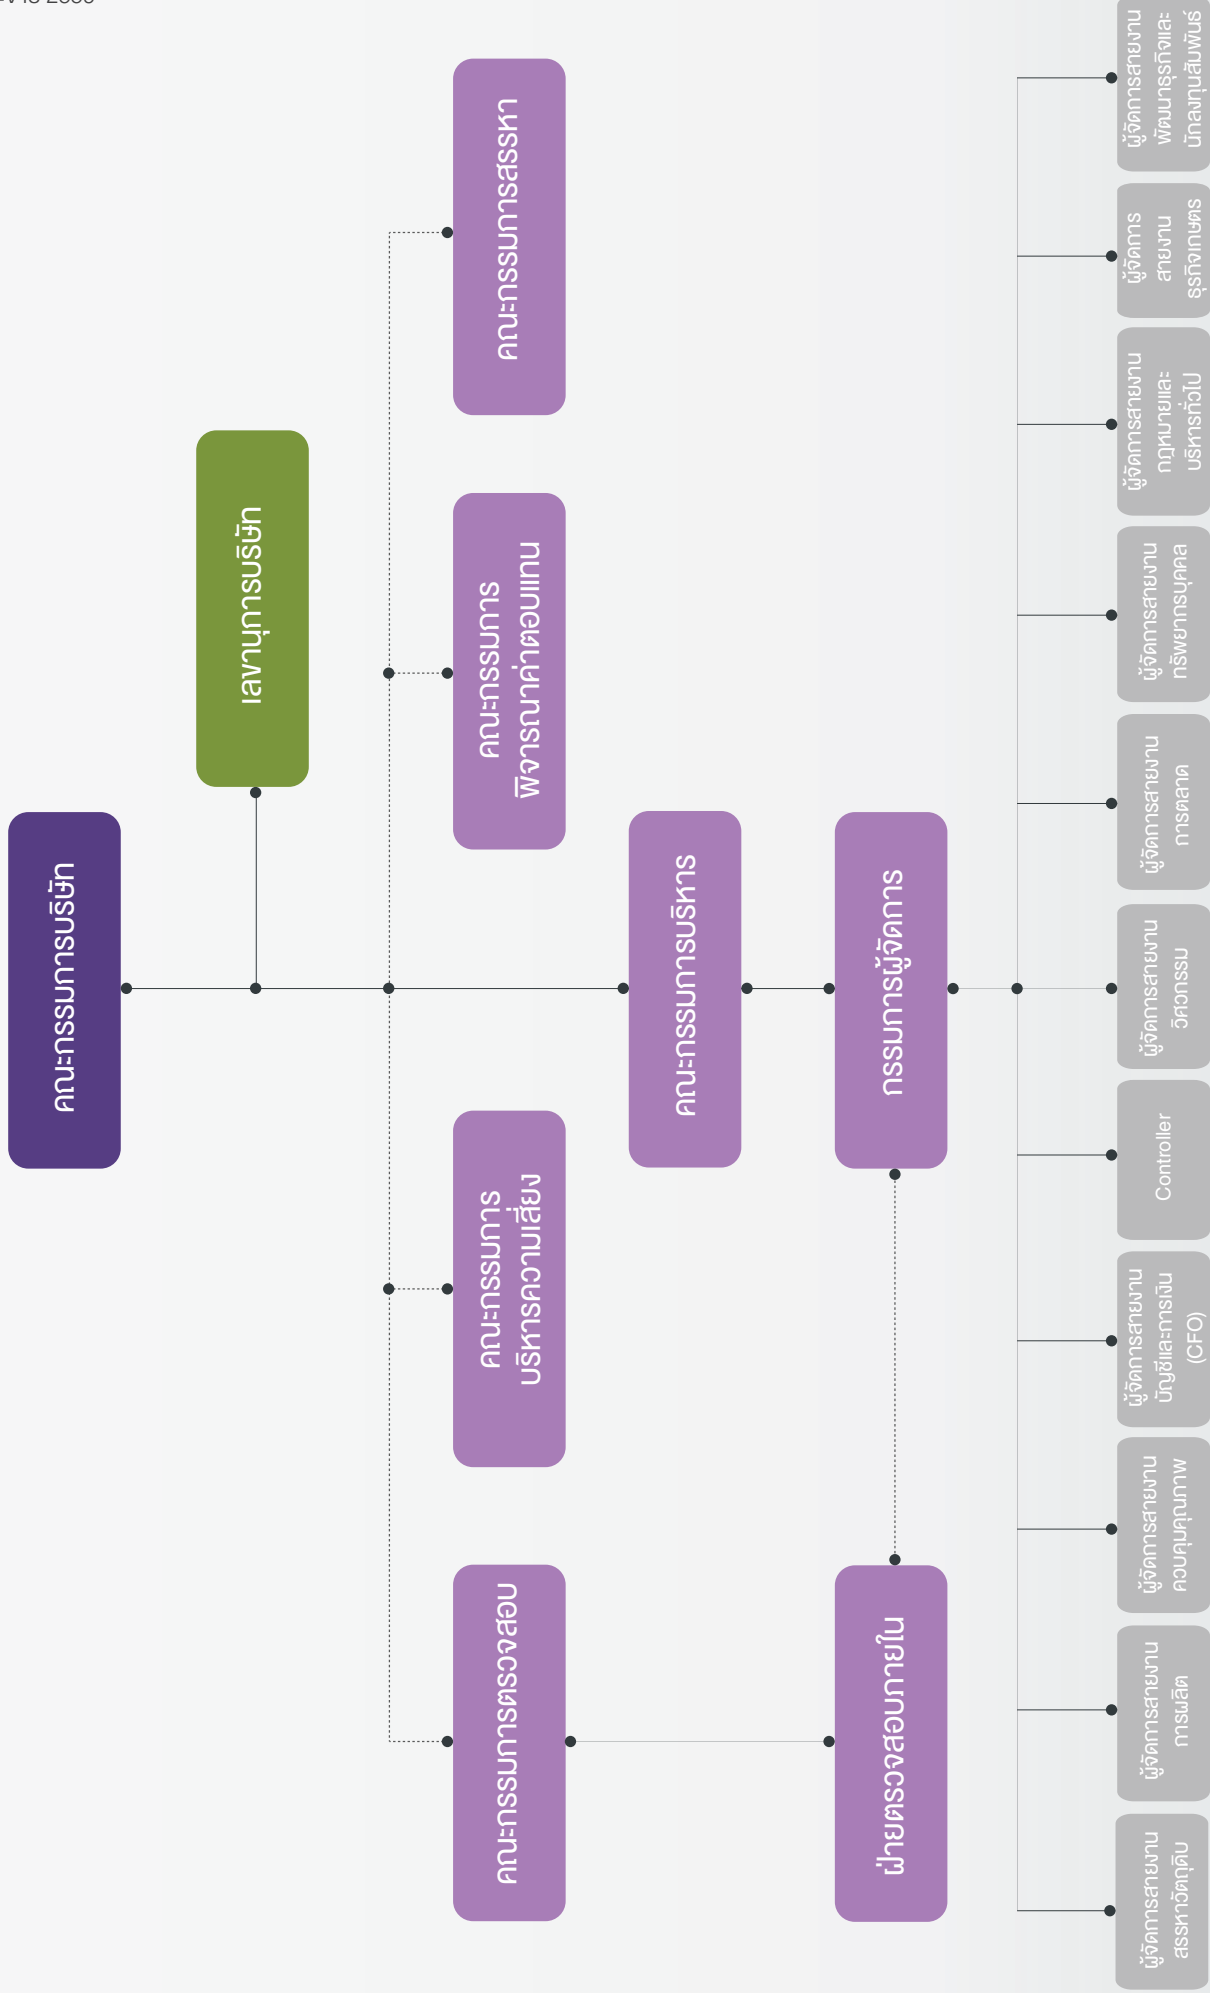 คณะกรรมการบริษัท
เลขานุการบริษัท
คณะกรรมการตรวจสอบ
คณะกรรมการ
บริหารความเสี่ยง
คณะกรรมการ
พิจารณาค่าตอบแทน
คณะกรรมการสรรหา
คณะกรรมการบริหาร
ฝ่ายตรวจสอบภายใน
กรรมการผู้จัดการ
ผู้จัดการสายงาน
สรรหาวัตถุดิบ
ผู้จัดการสายงาน
การผลิต
ผู้จัดการสายงาน
ควบคุมคุณภาพ
ผู้จัดการสายงาน
บัญชีและการเงิน
(CFO)
Controller
ผู้จัดการสายงาน
วิศวกรรม
ผู้จัดการสายงาน
การตลาด
ผู้จัดการสายงาน
ทรัพยากรบุคคล
ผู้จัดการสายงาน
กฎหมายและ
บริหารทั่วไป
ผู้จัดการ
สายงาน
ธุรกิจเกษตร
ผู้จัดการสายงาน
พัฒนาธุรกิจและ
นักลงทุนสัมพันธ์